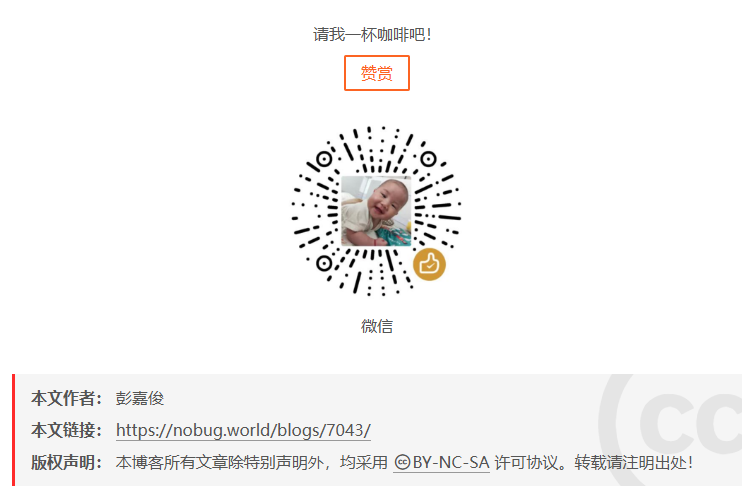 请我一杯咖啡吧！
赞赏
微信
本文作者： 彭嘉俊
本文链接： https://nobug.world/blogs/7043/
版权声明： 本博客所有文章除特别声明外，均采用 BY-NC-SA 许可协议。转载请注明出处！